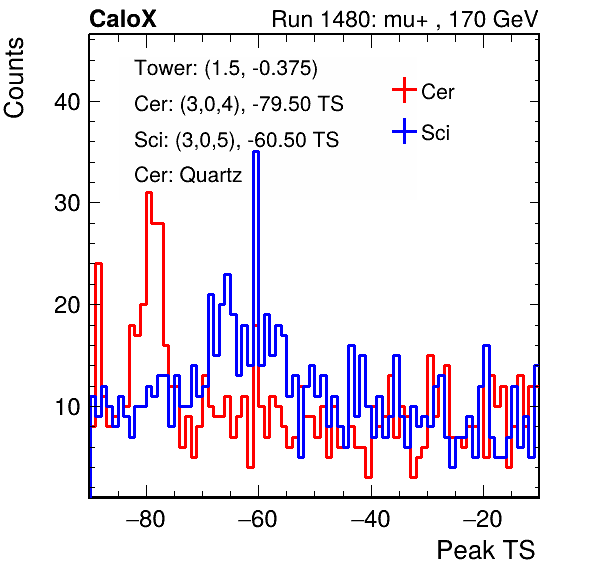 CaloX Run 1480: mu+ , 170 GeV
Counts
Tower: (1.5, -0.375)
Cer: (3,0,4), -79.50 TS
Sci: (3,0,5), -60.50 TS
Cer: Quartz
Cer
Sci
40
30
20
10
−80 −60 −40 −20
Peak TS